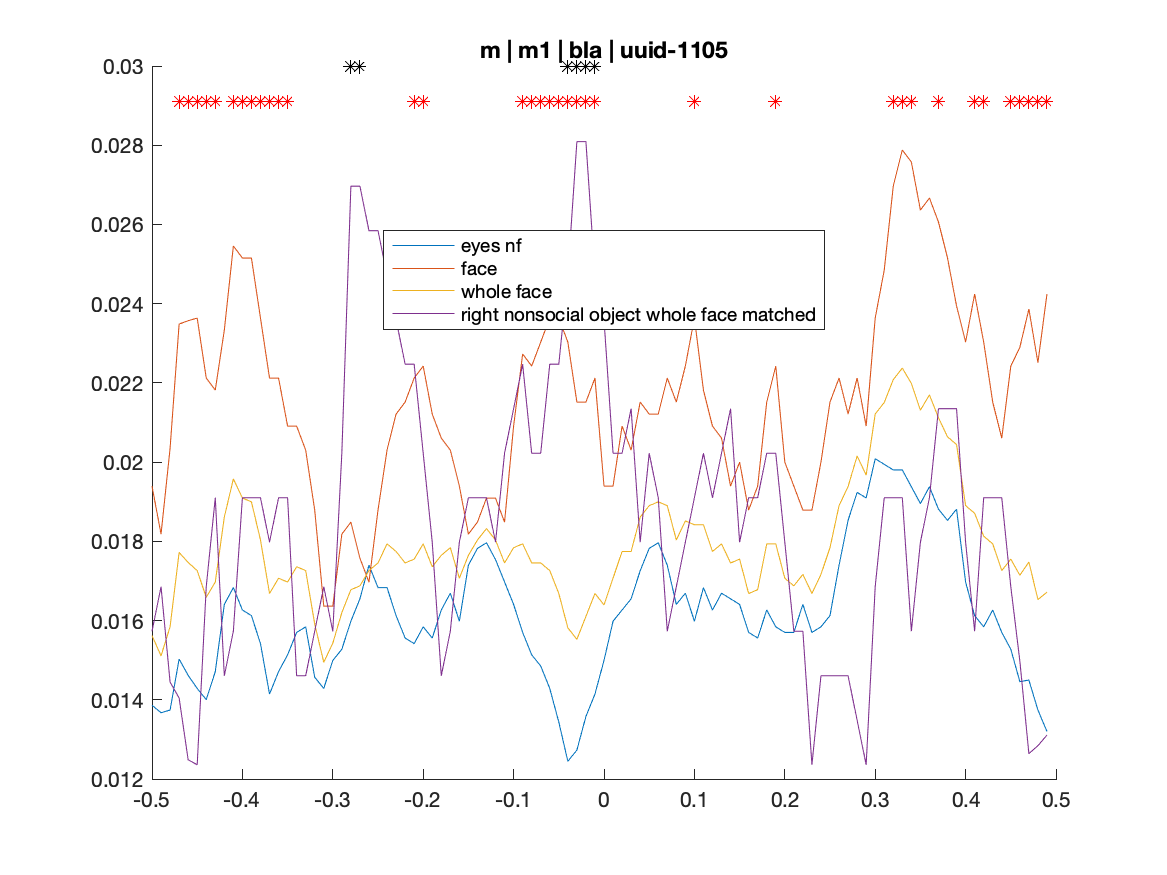 m | m1 | bla | uuid-1105
0.03
0.028
0.026
0.024
0.022
0.02
0.018
0.016
0.014
0.012
eyes nf
face
whole face
right nonsocial object whole face matched
-0.5 -0.4 -0.3 -0.2 -0.1 0 0.1 0.2 0.3 0.4 0.5